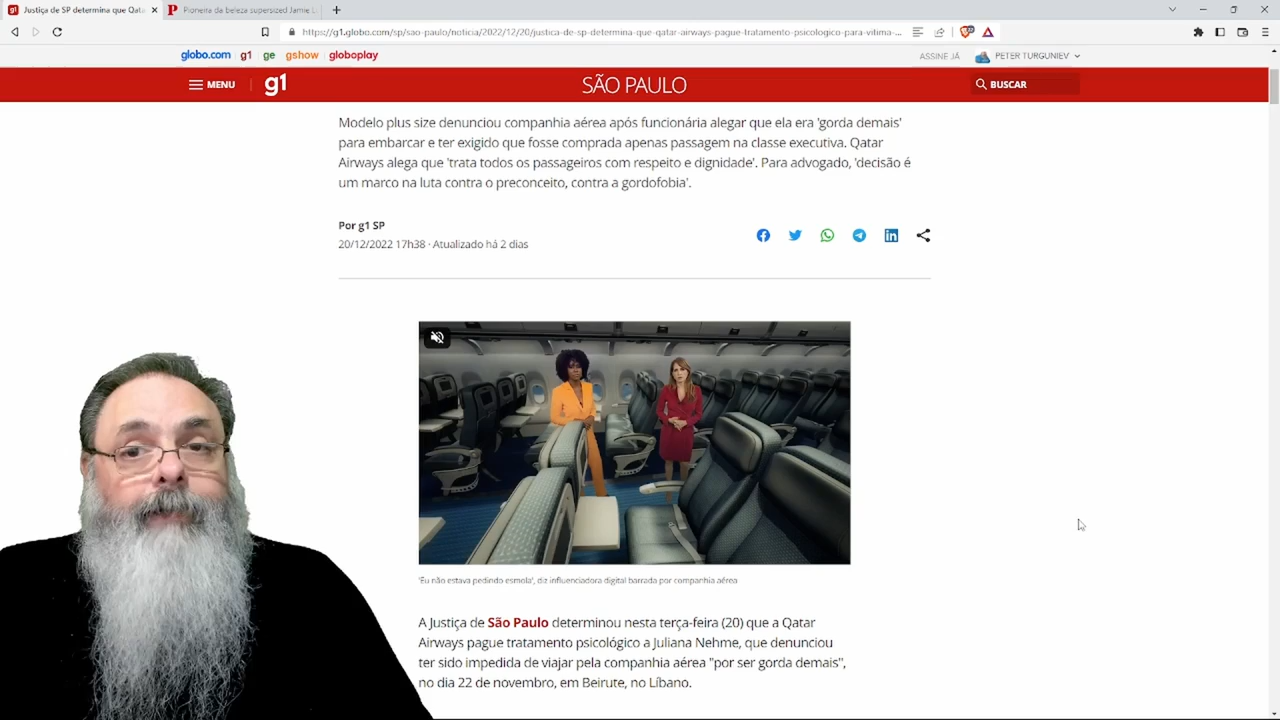 Justiça de SP determina que Qata
Pioneira da beleza supersized Jamie L
https://g1.globo.com/sp/sao-paulo/noticia/2022/12/20/justica-de-sp-determina-que-qatar-airways-pague-tratamento-psicologico-para-vitima-...
globo.com g1 ge gshow globoplay
ASSINE JÁ PETER TURGUNIEV
MENU g1 SÃO PAULO BUSCAR
Modelo plus size denunciou companhia aérea após funcionária alegar que ela era 'gorda demais'
para embarcar e ter exigido que fosse comprada apenas passagem na classe executiva. Qatar
Airways alega que 'trata todos os passageiros com respeito e dignidade'. Para advogado, 'decisão é
um marco na luta contra o preconceito, contra a gordofobia'.
Por g1 SP
20/12/2022 17h38 · Atualizado há 2 dias
'Eu não estava pedindo esmola', diz influenciadora digital barrada por companhia aérea
A Justiça de São Paulo determinou nesta terça-feira (20) que a Qatar
Airways pague tratamento psicológico a Juliana Nehme, que denunciou
ter sido impedida de viajar pela companhia aérea "por ser gorda demais",
no dia 22 de novembro, em Beirute, no Líbano.